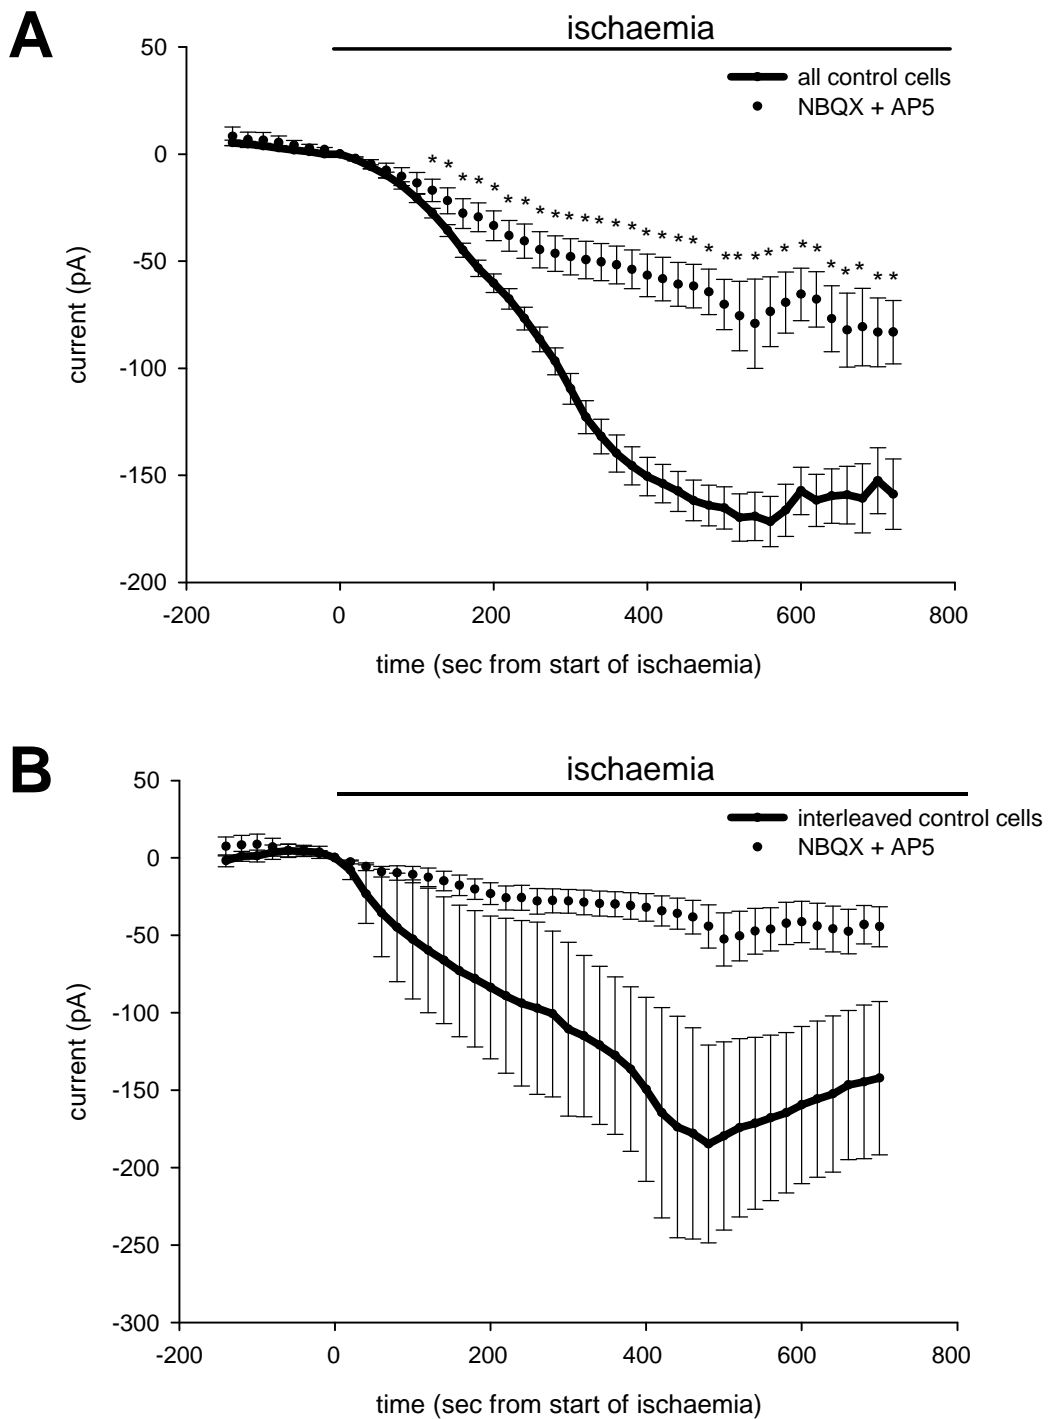 A
ischaemia
50
all control cells
NBQX + AP5
0
* * * * * * * * * * * * * * * * * * * * * * * * * * * * * * *
-50
current (pA)
-100
-150
-200
-200 0 200 400 600 800
time (sec from start of ischaemia)
B
ischaemia
50
interleaved control cells
NBQX + AP5
0
-50
-100
current (pA)
-150
-200
-250
-300
-200 0 200 400 600 800
time (sec from start of ischaemia)